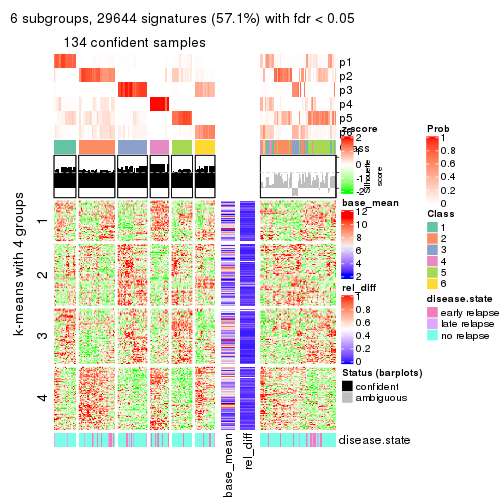 6 subgroups, 29644 signatures (57.1%) with fdr < 0.05
134 confident samples
p1
p2
p3
p4
p5
p6
Class
Silhouette
score
k-means with 4 groups
1
2
3
4
base_mean
rel_diff
disease.state
z-score
2
1
0
-1
-2
base_mean
12
10
8
6
4
2
rel_diff
1
0.8
0.6
0.4
0.2
0
Status (barplots)
confident
ambiguous
Prob
1
0.8
0.6
0.4
0.2
0
Class
1
2
3
4
5
6
disease.state
early relapse
late relapse
no relapse